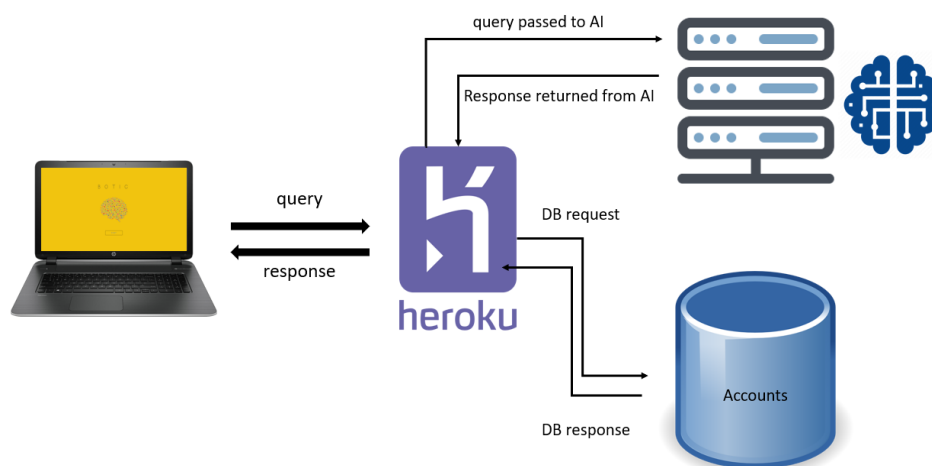 query passed to AI
Response returned from AI
query
response
heroku
DB request
Accounts
DB response